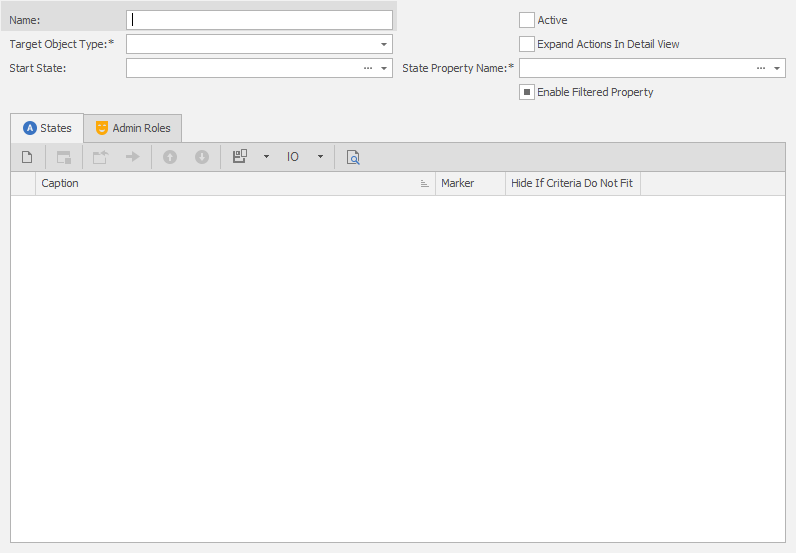 Name:
Active
Target Object Type:*
Expand Actions In Detail View
Start State:
State Property Name:*
Enable Filtered Property
A States
Admin Roles
IO
Caption
Marker
Hide If Criteria Do Not Fit